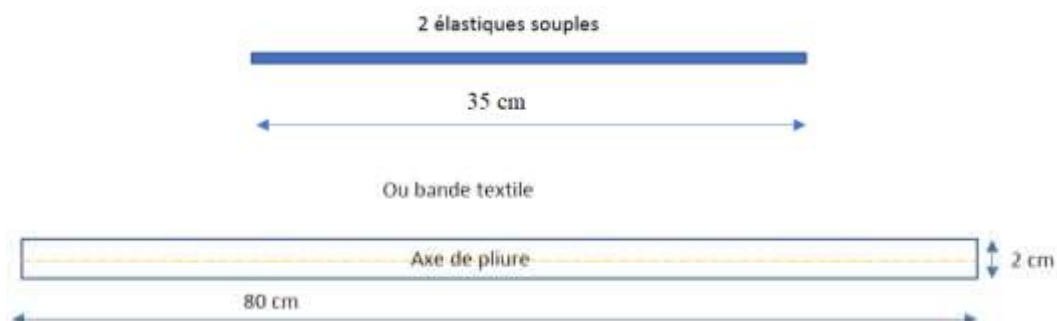 2 élastiques souples
35 cm
Ou bande textile
Axe de pliure
2 cm
80 cm